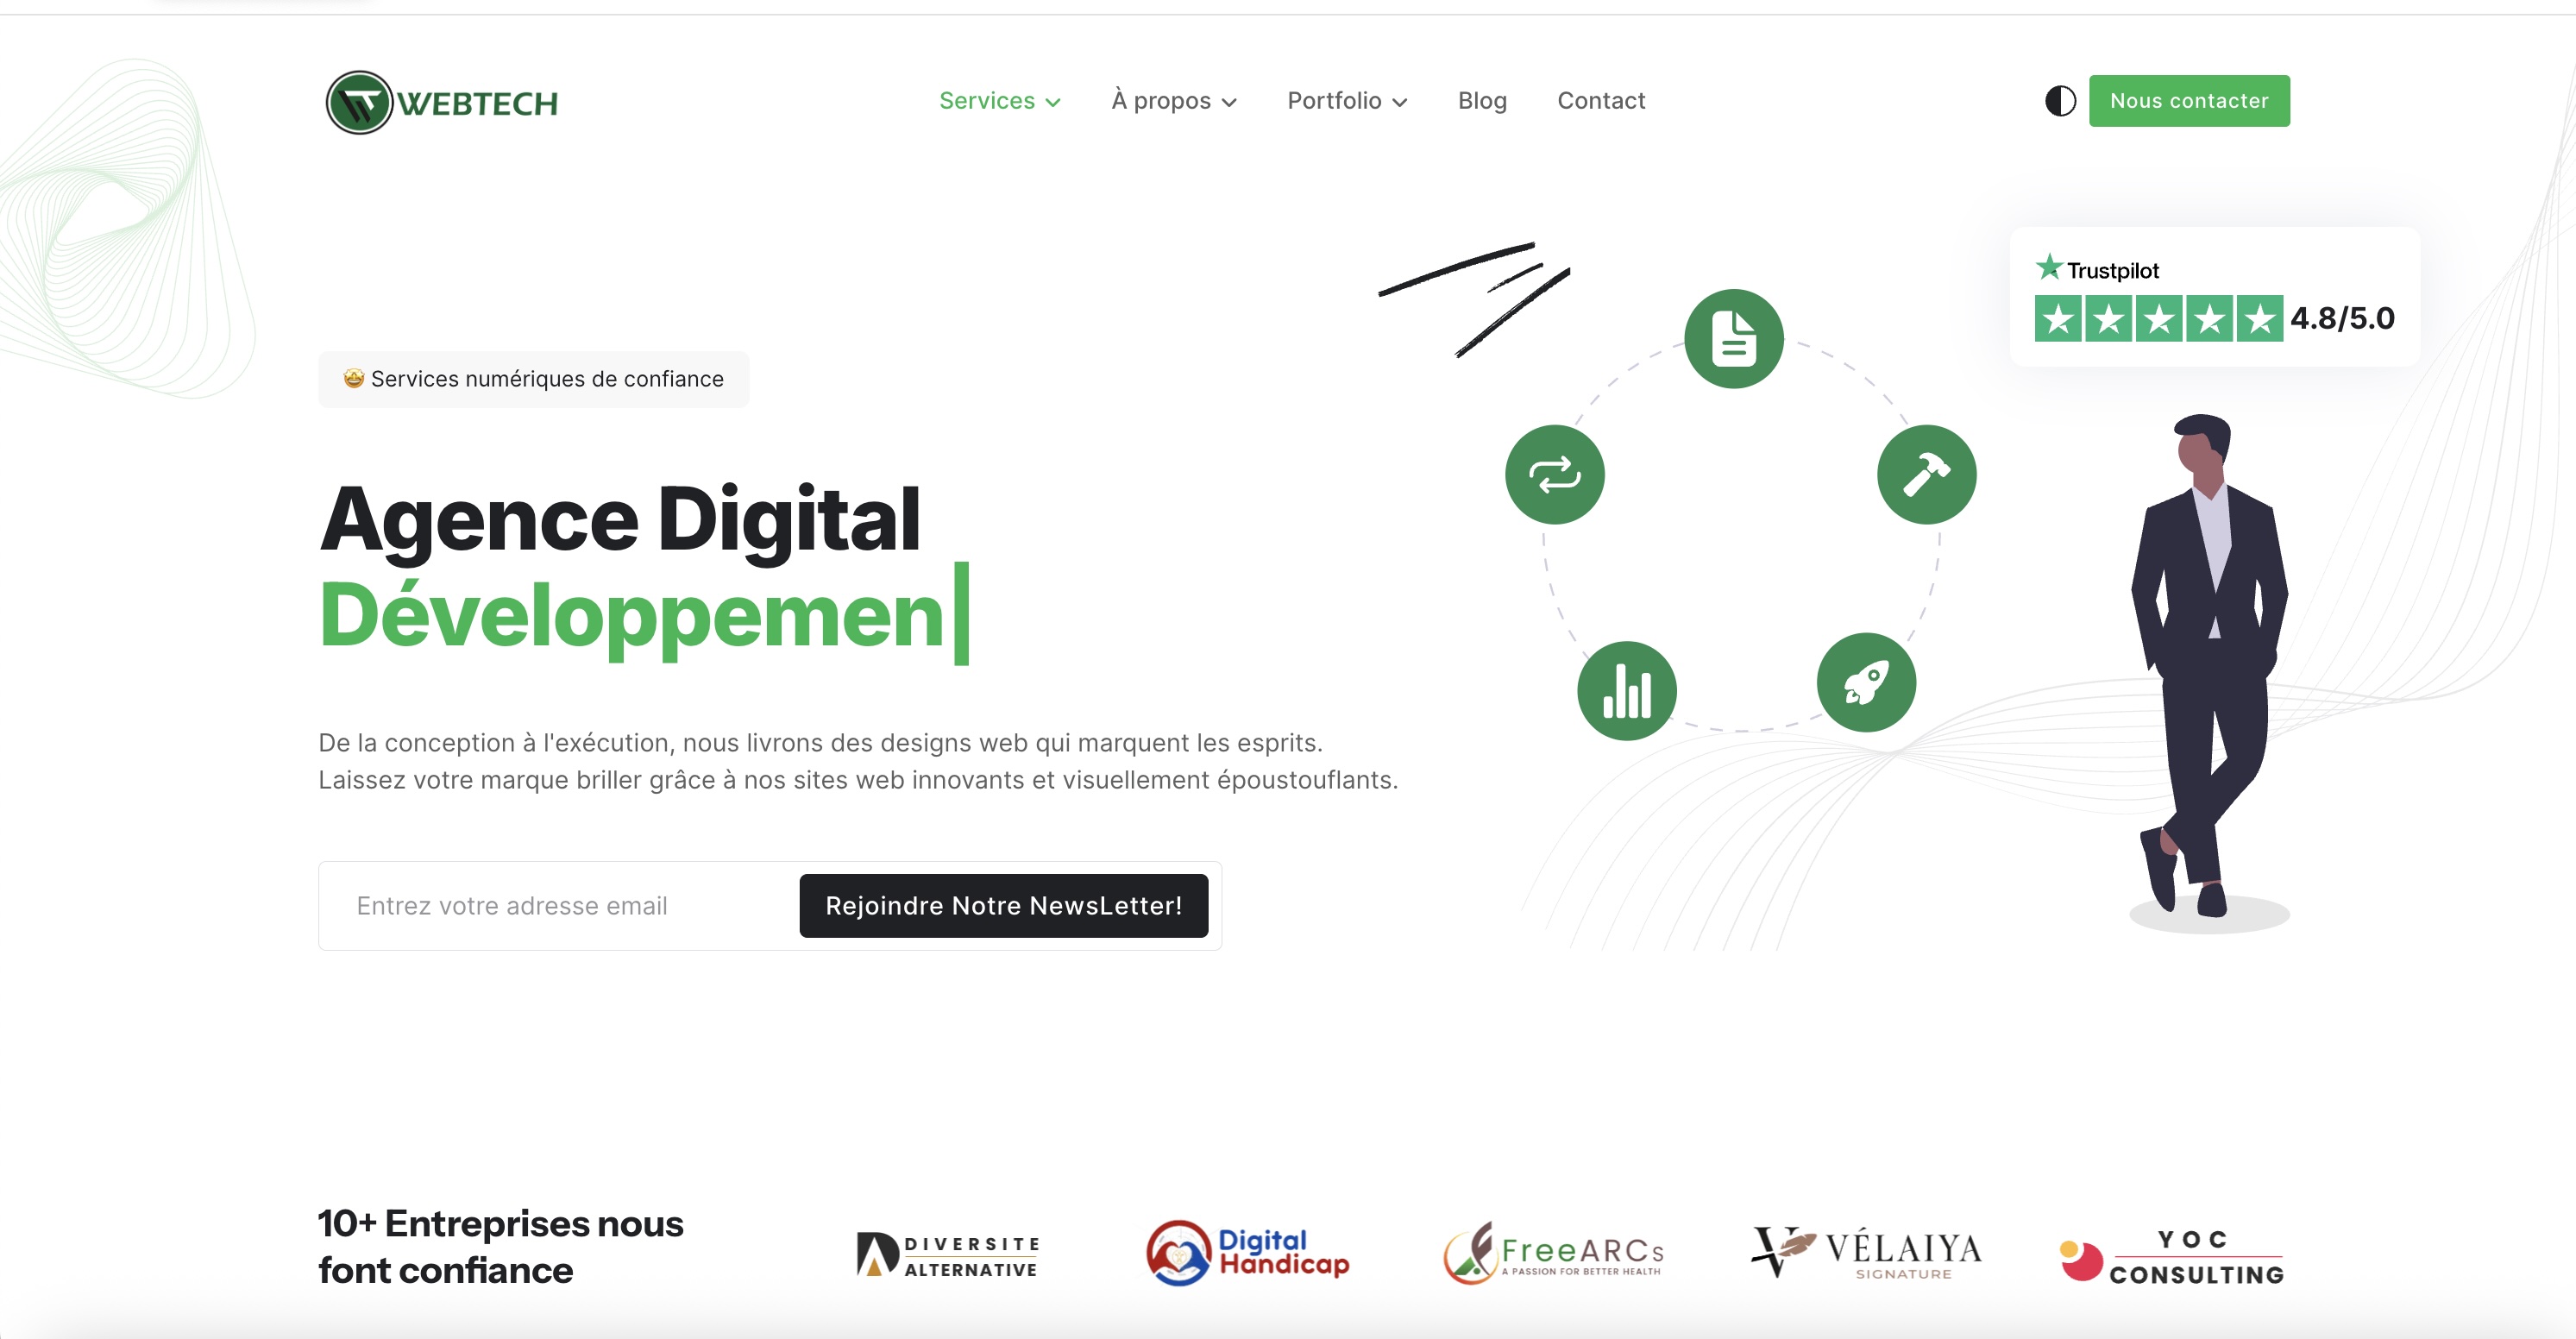 WEBTECH
Services
À propos
Portfolio
Blog
Contact
Nous contacter
Trustpilot
4.8/5.0
🤩 Services numériques de confiance
Agence Digital
Développemen
De la conception à l'exécution, nous livrons des designs web qui marquent les esprits.
Laissez votre marque briller grâce à nos sites web innovants et visuellement époustouflants.
Entrez votre adresse email
Rejoindre Notre NewsLetter!
10+ Entreprises nous
font confiance
DIVERSITE
ALTERNATIVE
Digital
Handicap
FreeARCs
A PASSION FOR BETTER HEALTH
VÉLAIYA
SIGNATURE
YOC
CONSULTING